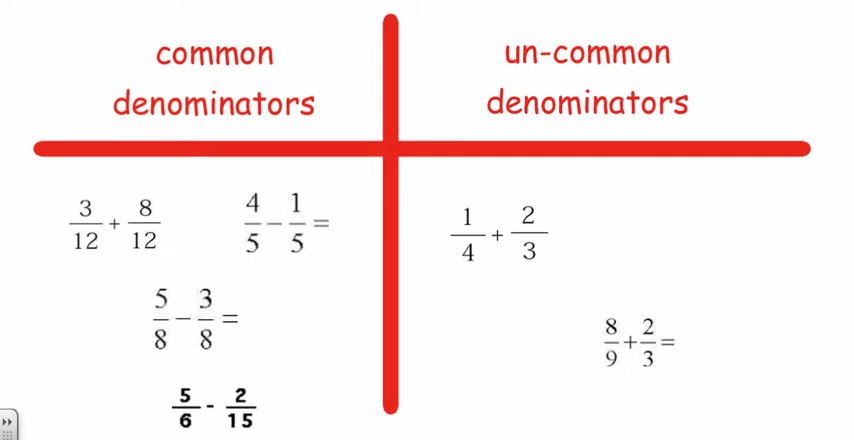 common
denominators
un-common
denominators
3/12 + 8/12
4/5 − 1/5 =
5/8 − 3/8 =
5/6 - 2/15
1/4 + 2/3
8/9 + 2/3 =